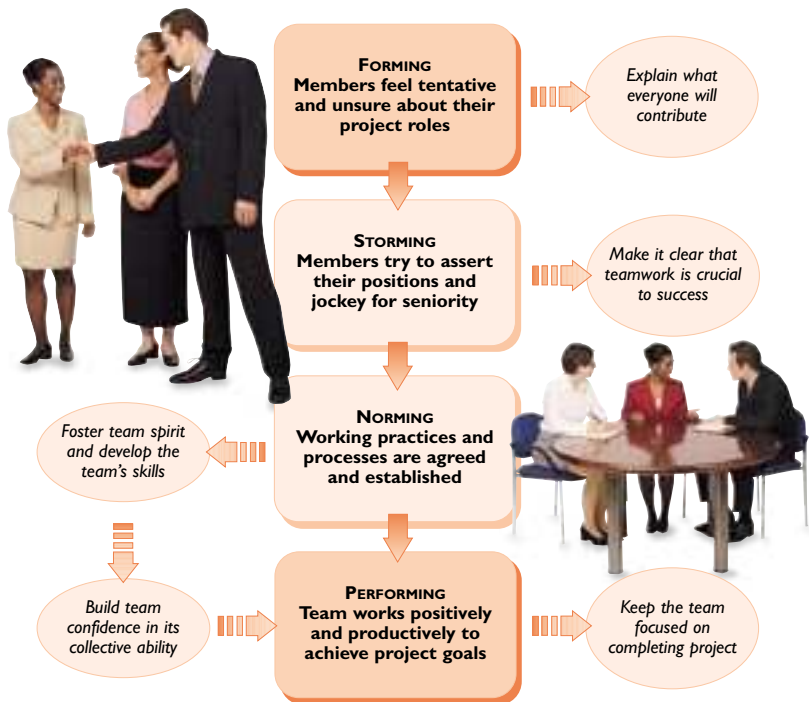 FORMING
Members feel tentative
and unsure about their
project roles
Explain what
everyone will
contribute
STORMING
Members try to assert
their positions and
jockey for seniority
Make it clear that
teamwork is crucial
to success
NORMING
Working practices and
processes are agreed
and established
Foster team spirit
and develop the
team’s skills
Build team
confidence in its
collective ability
PERFORMING
Team works positively
and productively to
achieve project goals
Keep the team
focused on
completing project